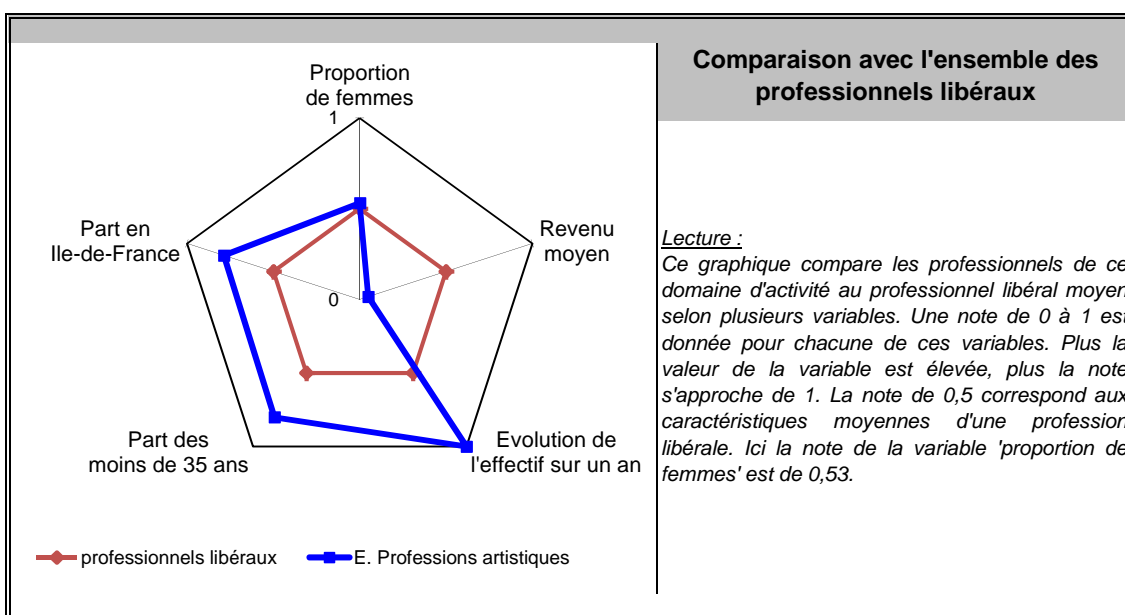 Comparaison avec l'ensemble des
professionnels libéraux
Proportion
de femmes
1
Part en
Ile-de-France
Revenu
moyen
0
Part des
moins de 35 ans
Evolution de
l'effectif sur un an
professionnels libéraux
E. Professions artistiques
Lecture :
Ce graphique compare les professionnels de ce
domaine d'activité au professionnel libéral moyen
selon plusieurs variables. Une note de 0 à 1 est
donnée pour chacune de ces variables. Plus la
valeur de la variable est élevée, plus la note
s'approche de 1. La note de 0,5 correspond aux
caractéristiques moyennes d'une profession
libérale. Ici la note de la variable 'proportion de
femmes' est de 0,53.